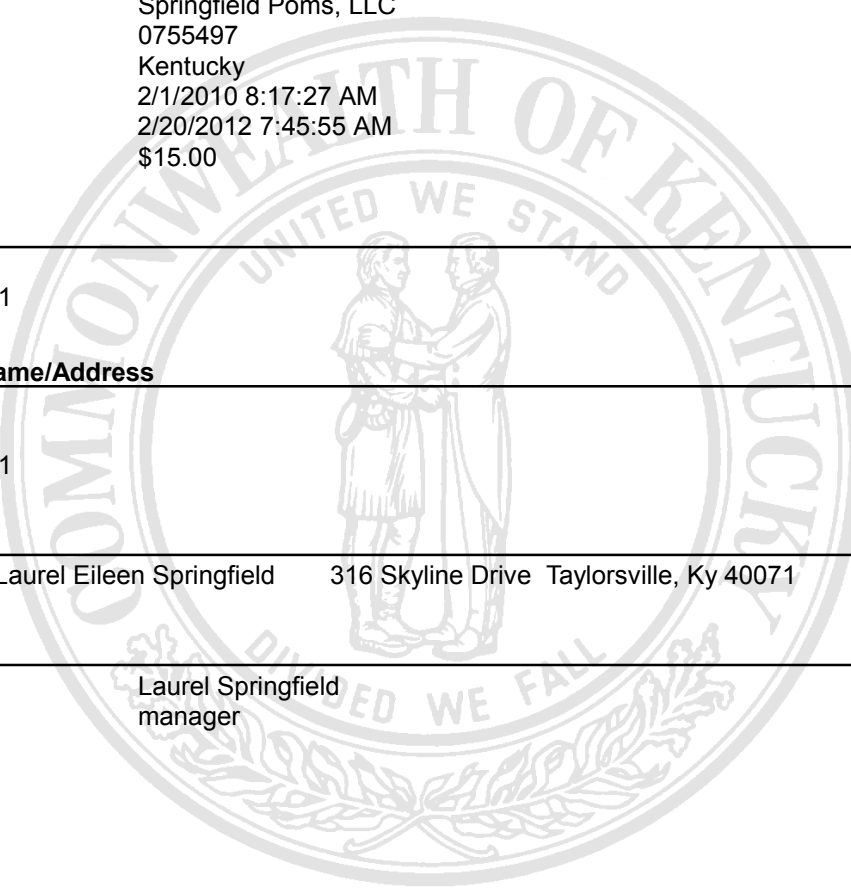 Springfield Poms, LLC
0755497
Kentucky
2/1/2010 8:17:27 AM
2/20/2012 7:45:55 AM
$15.00
1
ame/Address
1
Laurel Eileen Springfield 316 Skyline Drive Taylorsville, Ky 40071
Laurel Springfield
manager
COMMONWEALTH OF KENTUCKY
UNITED WE STAND
DIVIDED WE FALL